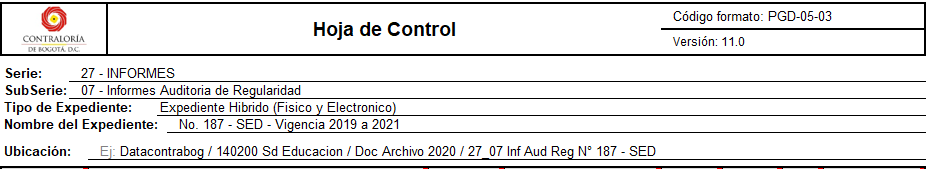 CONTRALORÍA
DE BOGOTÁ, D.C.
Hoja de Control
Código formato: PGD-05-03
Versión: 11.0
Serie: 27 - INFORMES
SubSerie: 07 - Informes Auditoria de Regularidad
Tipo de Expediente: Expediente Hibrido (Fisico y Electronico)
Nombre del Expediente: No. 187 - SED - Vigencia 2019 a 2021
Ubicación: Ej: Datacontrabog / 140200 Sd Educacion / Doc Archivo 2020 / 27_07 Inf Aud Reg N° 187 - SED